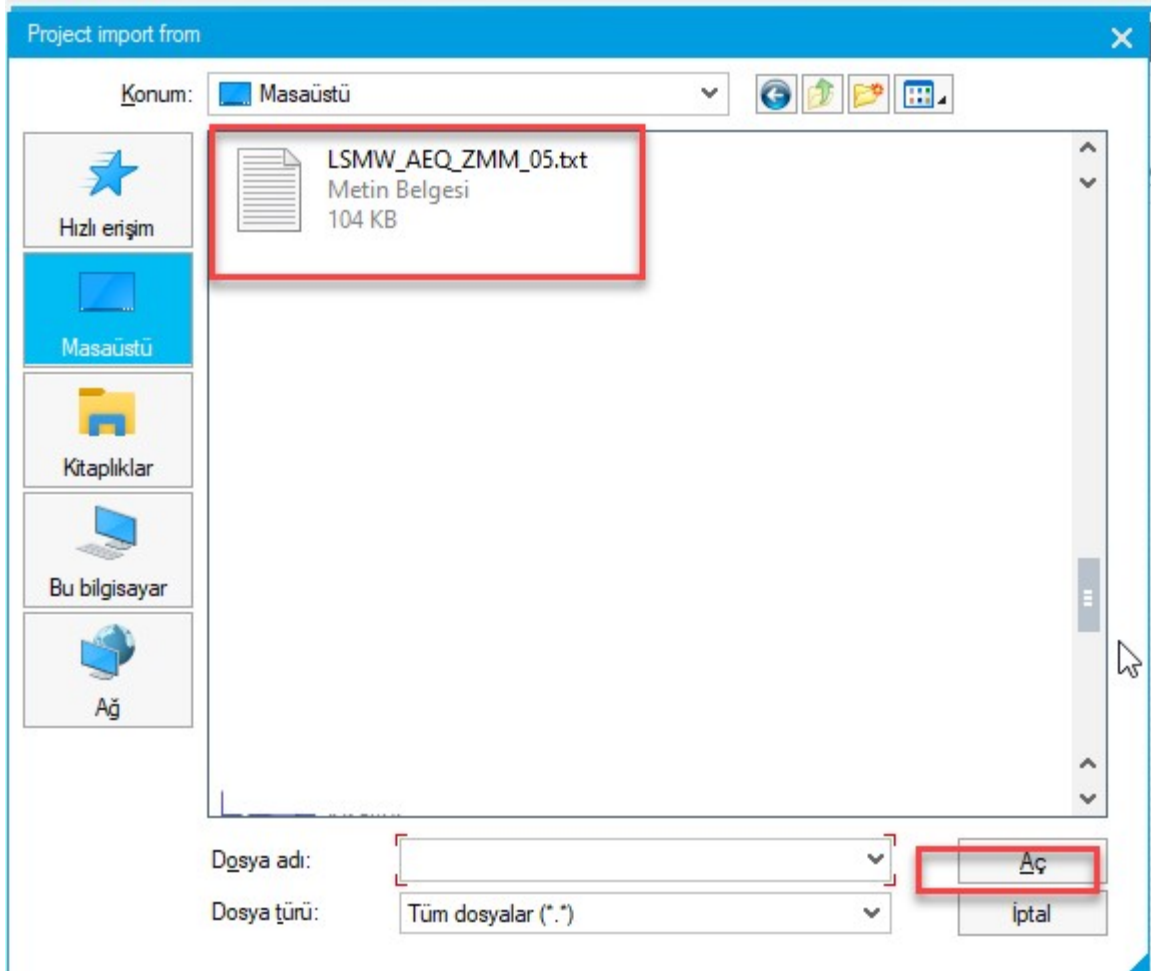 Project import from
Konum:
Masaüstü
LSMW_AEQ_ZMM_05.txt
Metin Belgesi
104 KB
Hızlı erişim
Masaüstü
Kitaplıklar
Bu bilgisayar
Ağ
Dosya adı:
Aç
Dosya türü:
Tüm dosyalar (*.*)
İptal